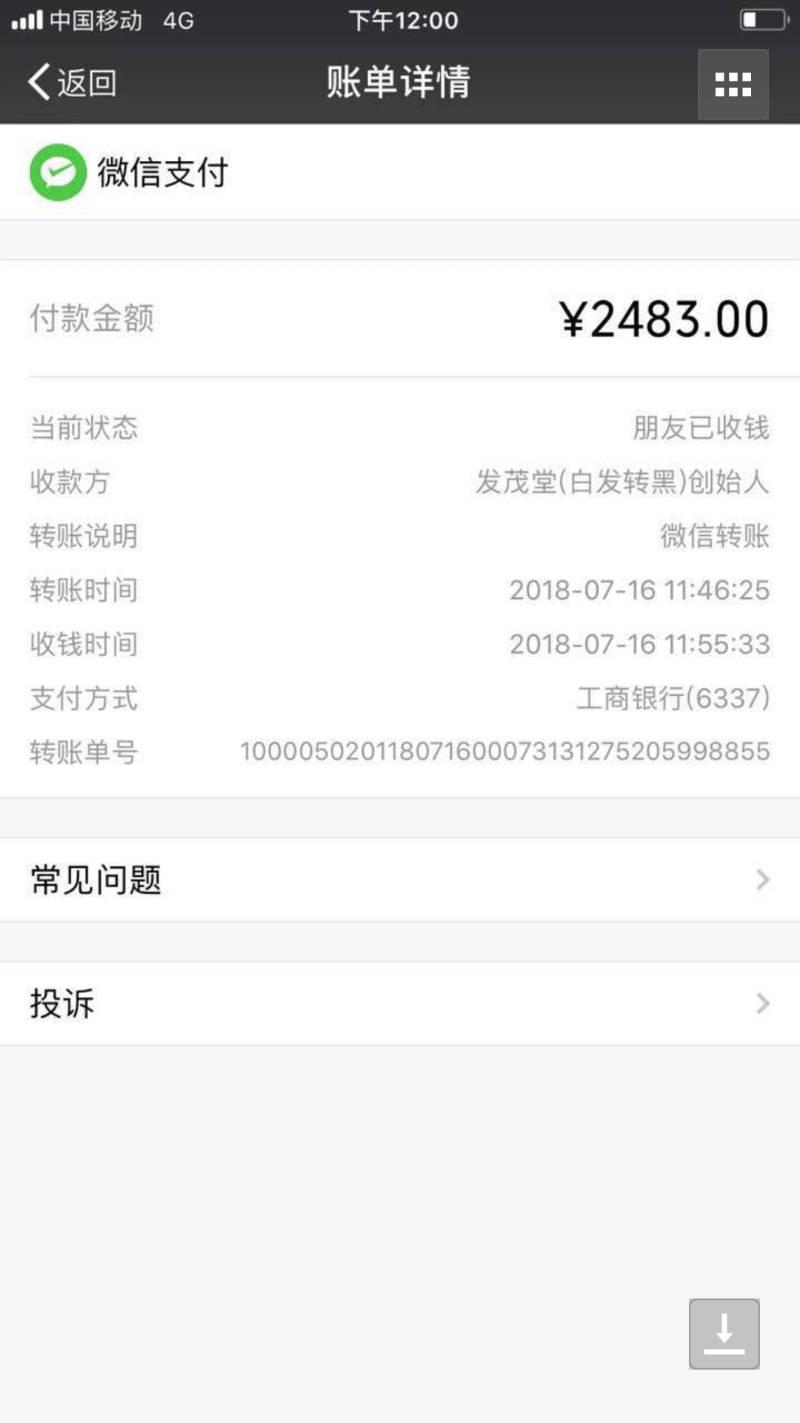 中国移动 4G 下午12:00
返回 账单详情
微信支付
付款金额 ¥2483.00
当前状态 朋友已收钱
收款方 发茂堂(白发转黑)创始人
转账说明 微信转账
转账时间 2018-07-16 11:46:25
收钱时间 2018-07-16 11:55:33
支付方式 工商银行(6337)
转账单号 100005020118071600073131275205998855
常见问题
投诉